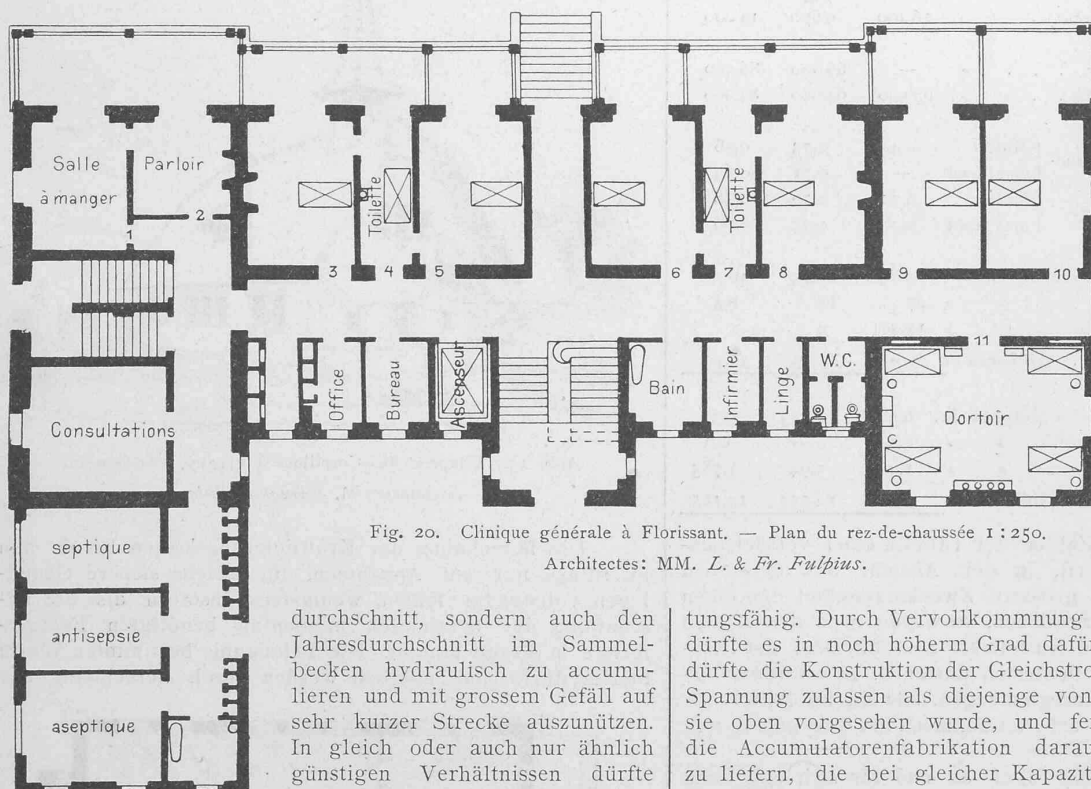 Salle Parloir
à manger
2
Toilette
Toilette
3 4 5 6 7 8 9 10
11
Office
Bureau
Ascenseur
Bain
Infirmier
Linge
W.C.
Dortoir
Consultations
septique
antisepsie
aseptique
Fig. 20. Clinique générale à Florissant. — Plan du rez-de-chaussée 1:250.
Architectes: MM. L. & Fr. Fulpius.
durchschnitt, sondern auch den
Jahresdurchschnitt im Sammel-
becken hydraulisch zu accumu-
lieren und mit grossem Gefäll auf
sehr kurzer Strecke auszunützen.
In gleich oder auch nur ähnlich
günstigen Verhältnissen dürfte
tungsfähig. Durch Vervollkommnung
dürfte es in noch höherm Grad dafür
dürfte die Konstruktion der Gleichstro
Spannung zulassen als diejenige von
sie oben vorgesehen wurde, und fer
die Accumulatorenfabrikation darau
zu liefern, die bei gleicher Kapazit